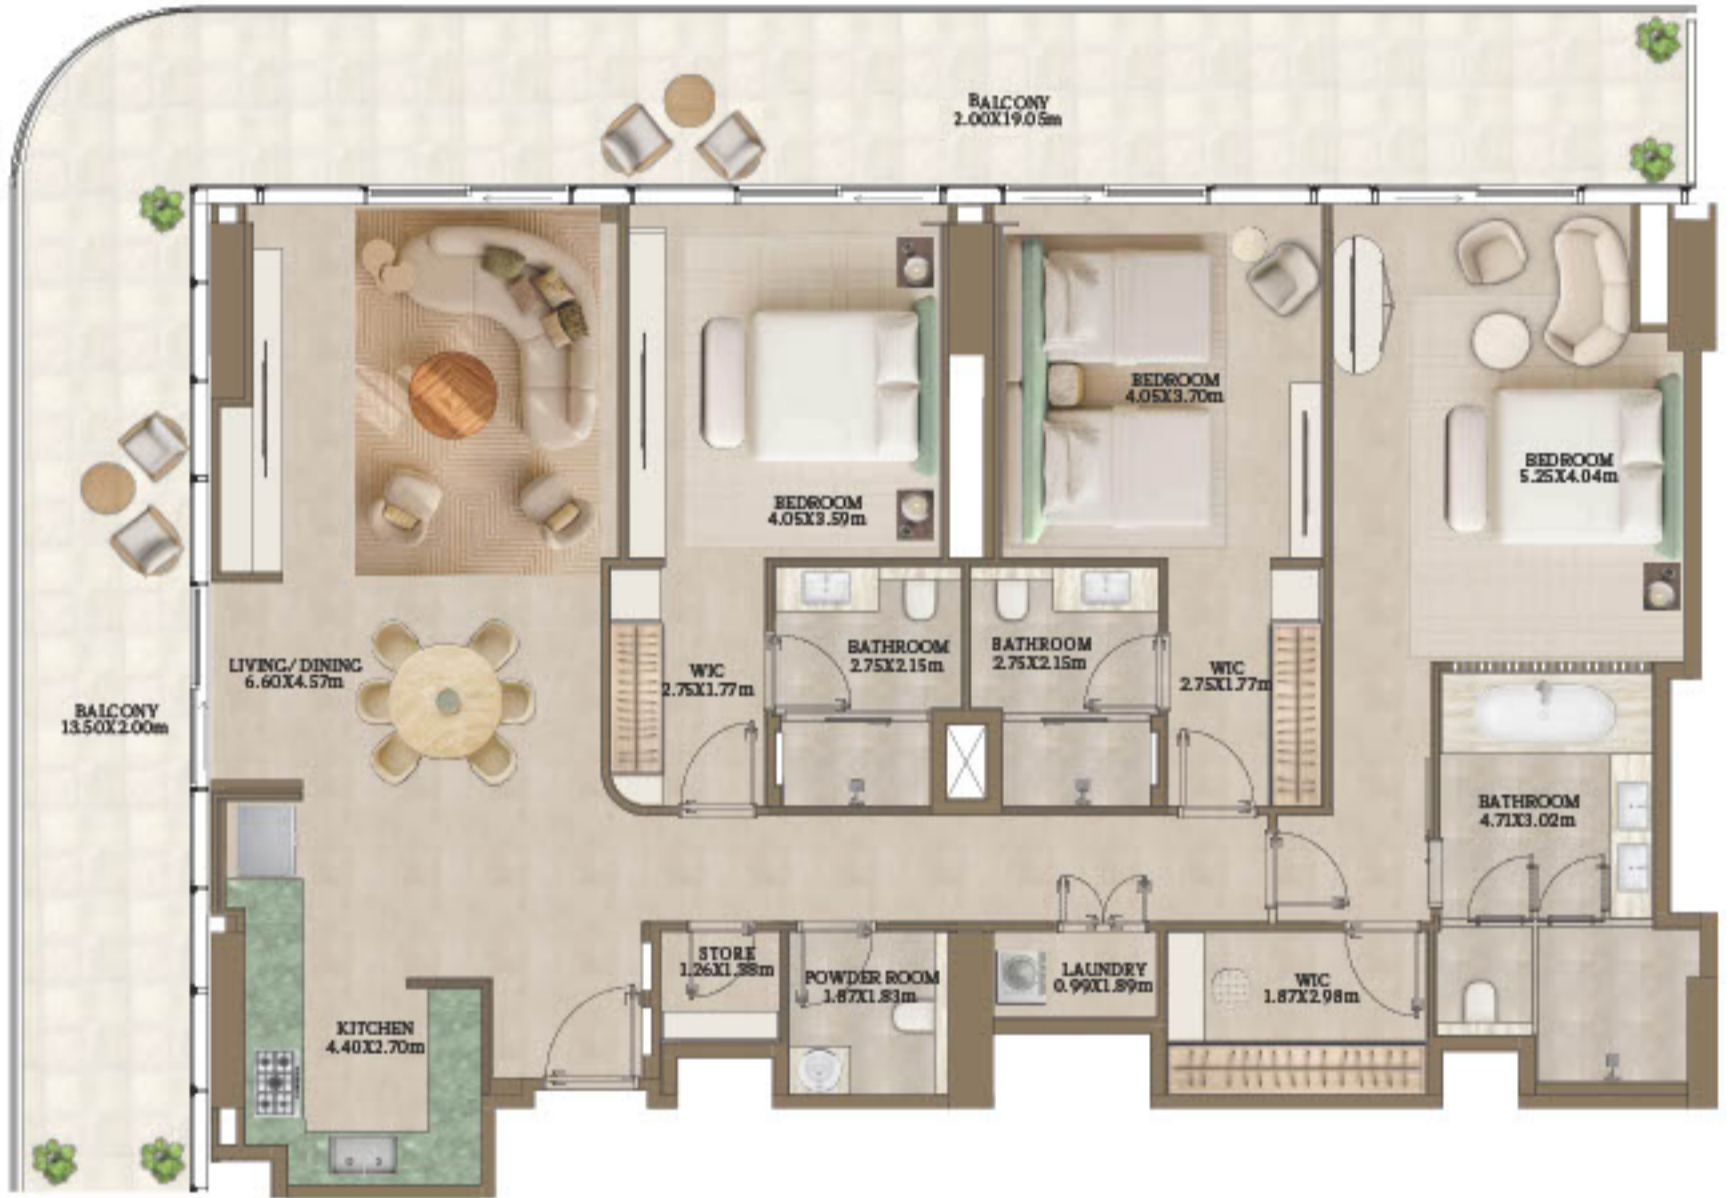 BALCONY
2.00X19.05m
BEDROOM
4.05X3.70m
BEDROOM
5.25X4.04m
BEDROOM
4.05X3.59m
LIVING/ DINING
6.60X4.57m
BALCONY
13.50X2.00m
WIC
2.75X1.77m
BATHROOM
2.75X2.15m
BATHROOM
2.75X2.15m
WIC
2.75X1.77m
BATHROOM
4.71X3.02m
STORE
1.26X1.38m
POWDER ROOM
1.87X1.83m
LAUNDRY
0.99X1.89m
WIC
1.87X2.98m
KITCHEN
4.40X2.70m